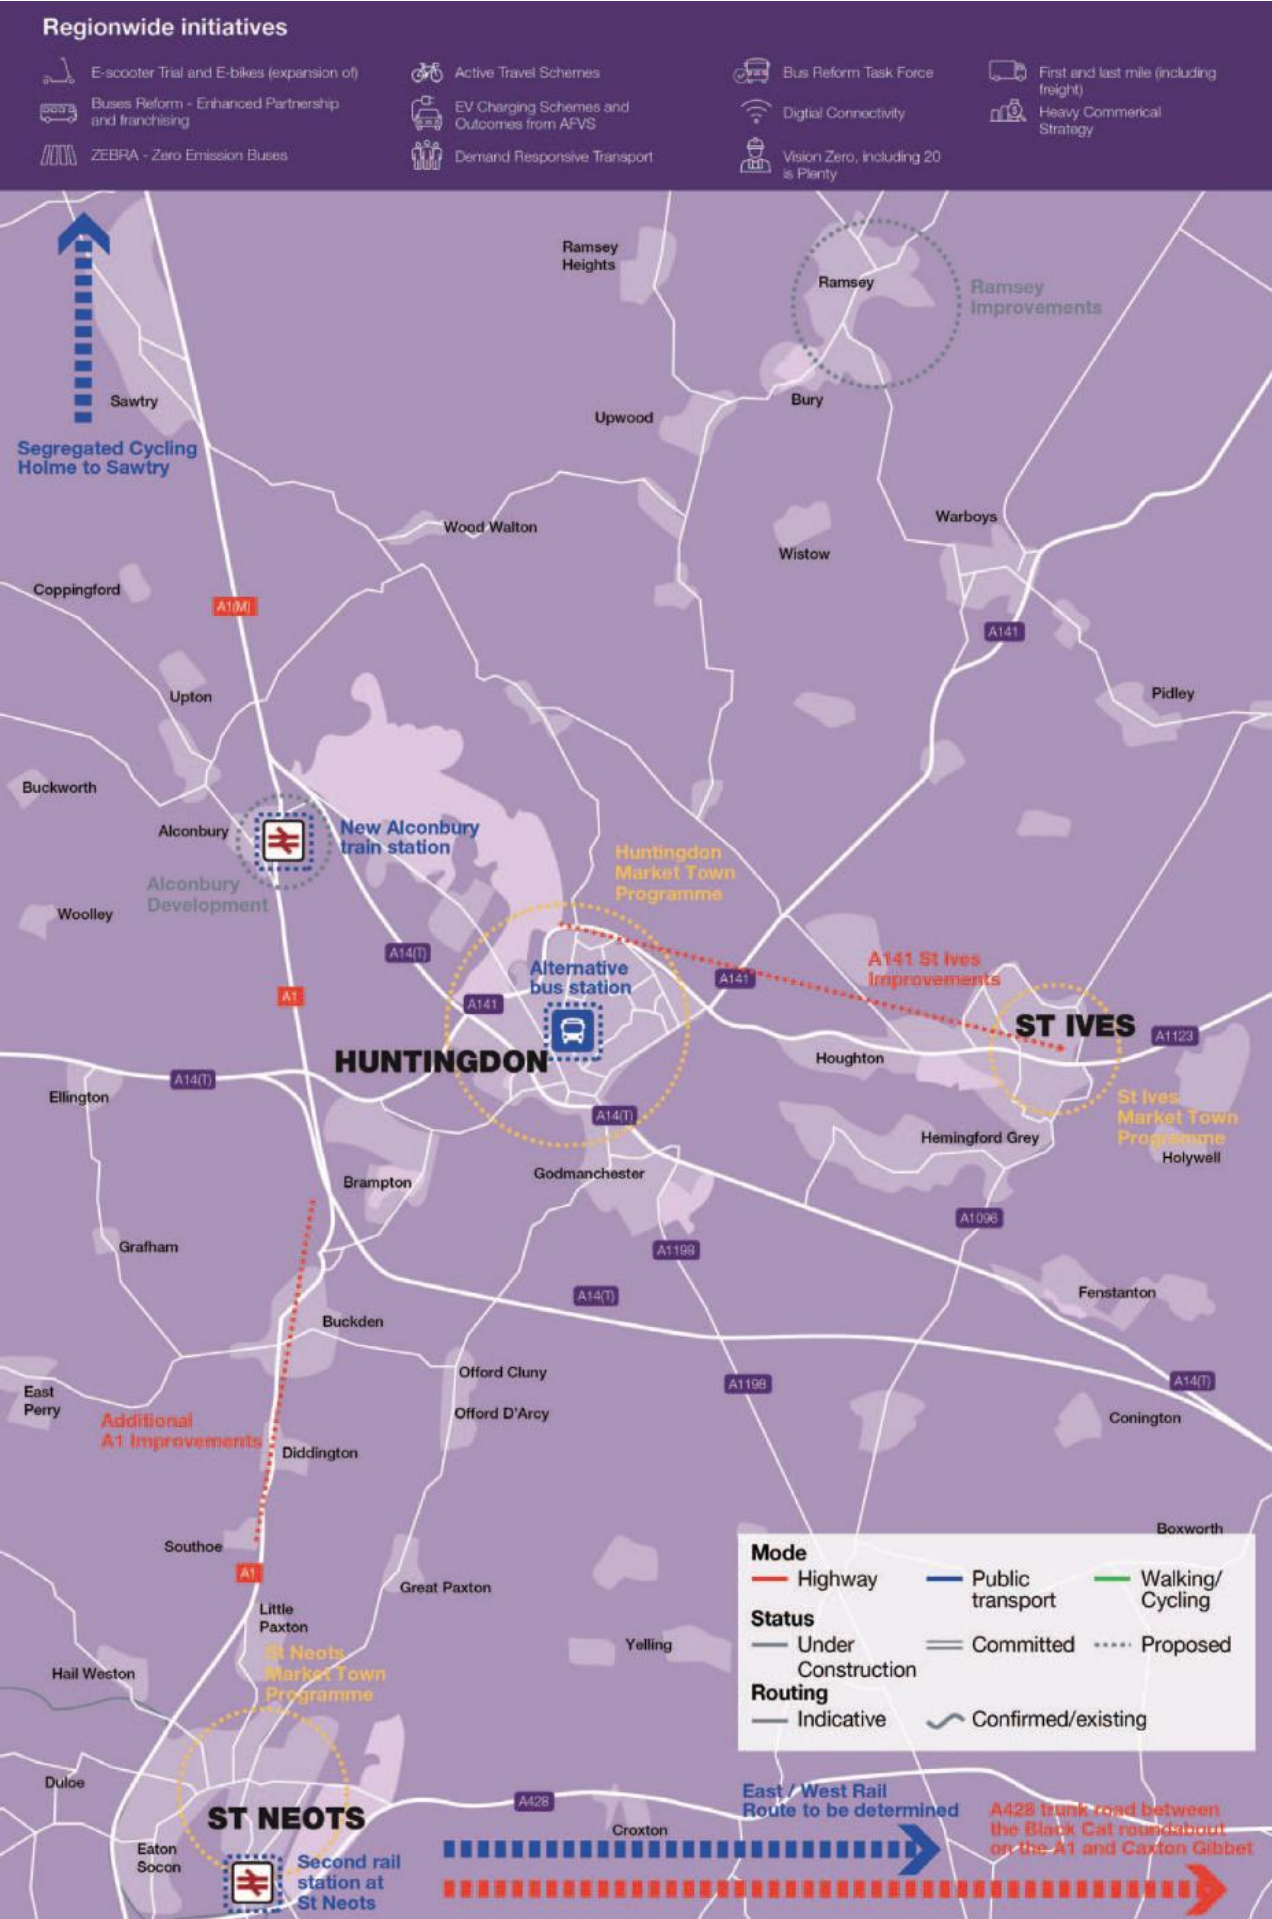 Regionwide initiatives
E-scooter Trial and E-bikes (expansion of)
Buses Reform - Enhanced Partnership
and franchising
ZEBRA - Zero Emission Buses
Active Travel Schemes
EV Charging Schemes and
Outcomes from AFVS
Demand Responsive Transport
Bus Reform Task Force
Digtial Connectivity
Vision Zero, including 20
is Plenty
First and last mile (including
freight)
Heavy Commerical
Strategy
Ramsey
Heights
Ramsey
Ramsey
Improvements
Sawtry
Bury
Upwood
Segregated Cycling
Holme to Sawtry
Wood Walton
Warboys
Wistow
Coppingford
A1(M)
A141
Upton
Pidley
Buckworth
Alconbury
New Alconbury
train station
Huntingdon
Market Town
Programme
Alconbury
Development
Woolley
A14(T)
A141 St Ives
Improvements
Alternative
bus station
A141
A1
A141
ST IVES
A1123
HUNTINGDON
Houghton
A14(T)
Ellington
A14(T)
St Ives
Market Town
Programme
Hemingford Grey
Holywell
Godmanchester
Brampton
A1096
Grafham
A1198
A14(T)
Fenstanton
Buckden
Offord Cluny
A1198
A14(T)
East
Perry
Offord D'Arcy
Conington
Additional
A1 Improvements
Diddington
Boxworth
Southoe
A1
Great Paxton
Little
Paxton
Yelling
St Neots
Market Town
Programme
Hail Weston
Mode
Highway
Public
transport
Walking/
Cycling
Status
Under
Construction
Committed
Proposed
Routing
Indicative
Confirmed/existing
Duloe
A428
East / West Rail
Route to be determined
ST NEOTS
Croxton
A428 trunk road between
the Black Cat roundabout
on the A1 and Caxton Gibbet
Eaton
Socon
Second rail
station at
St Neots